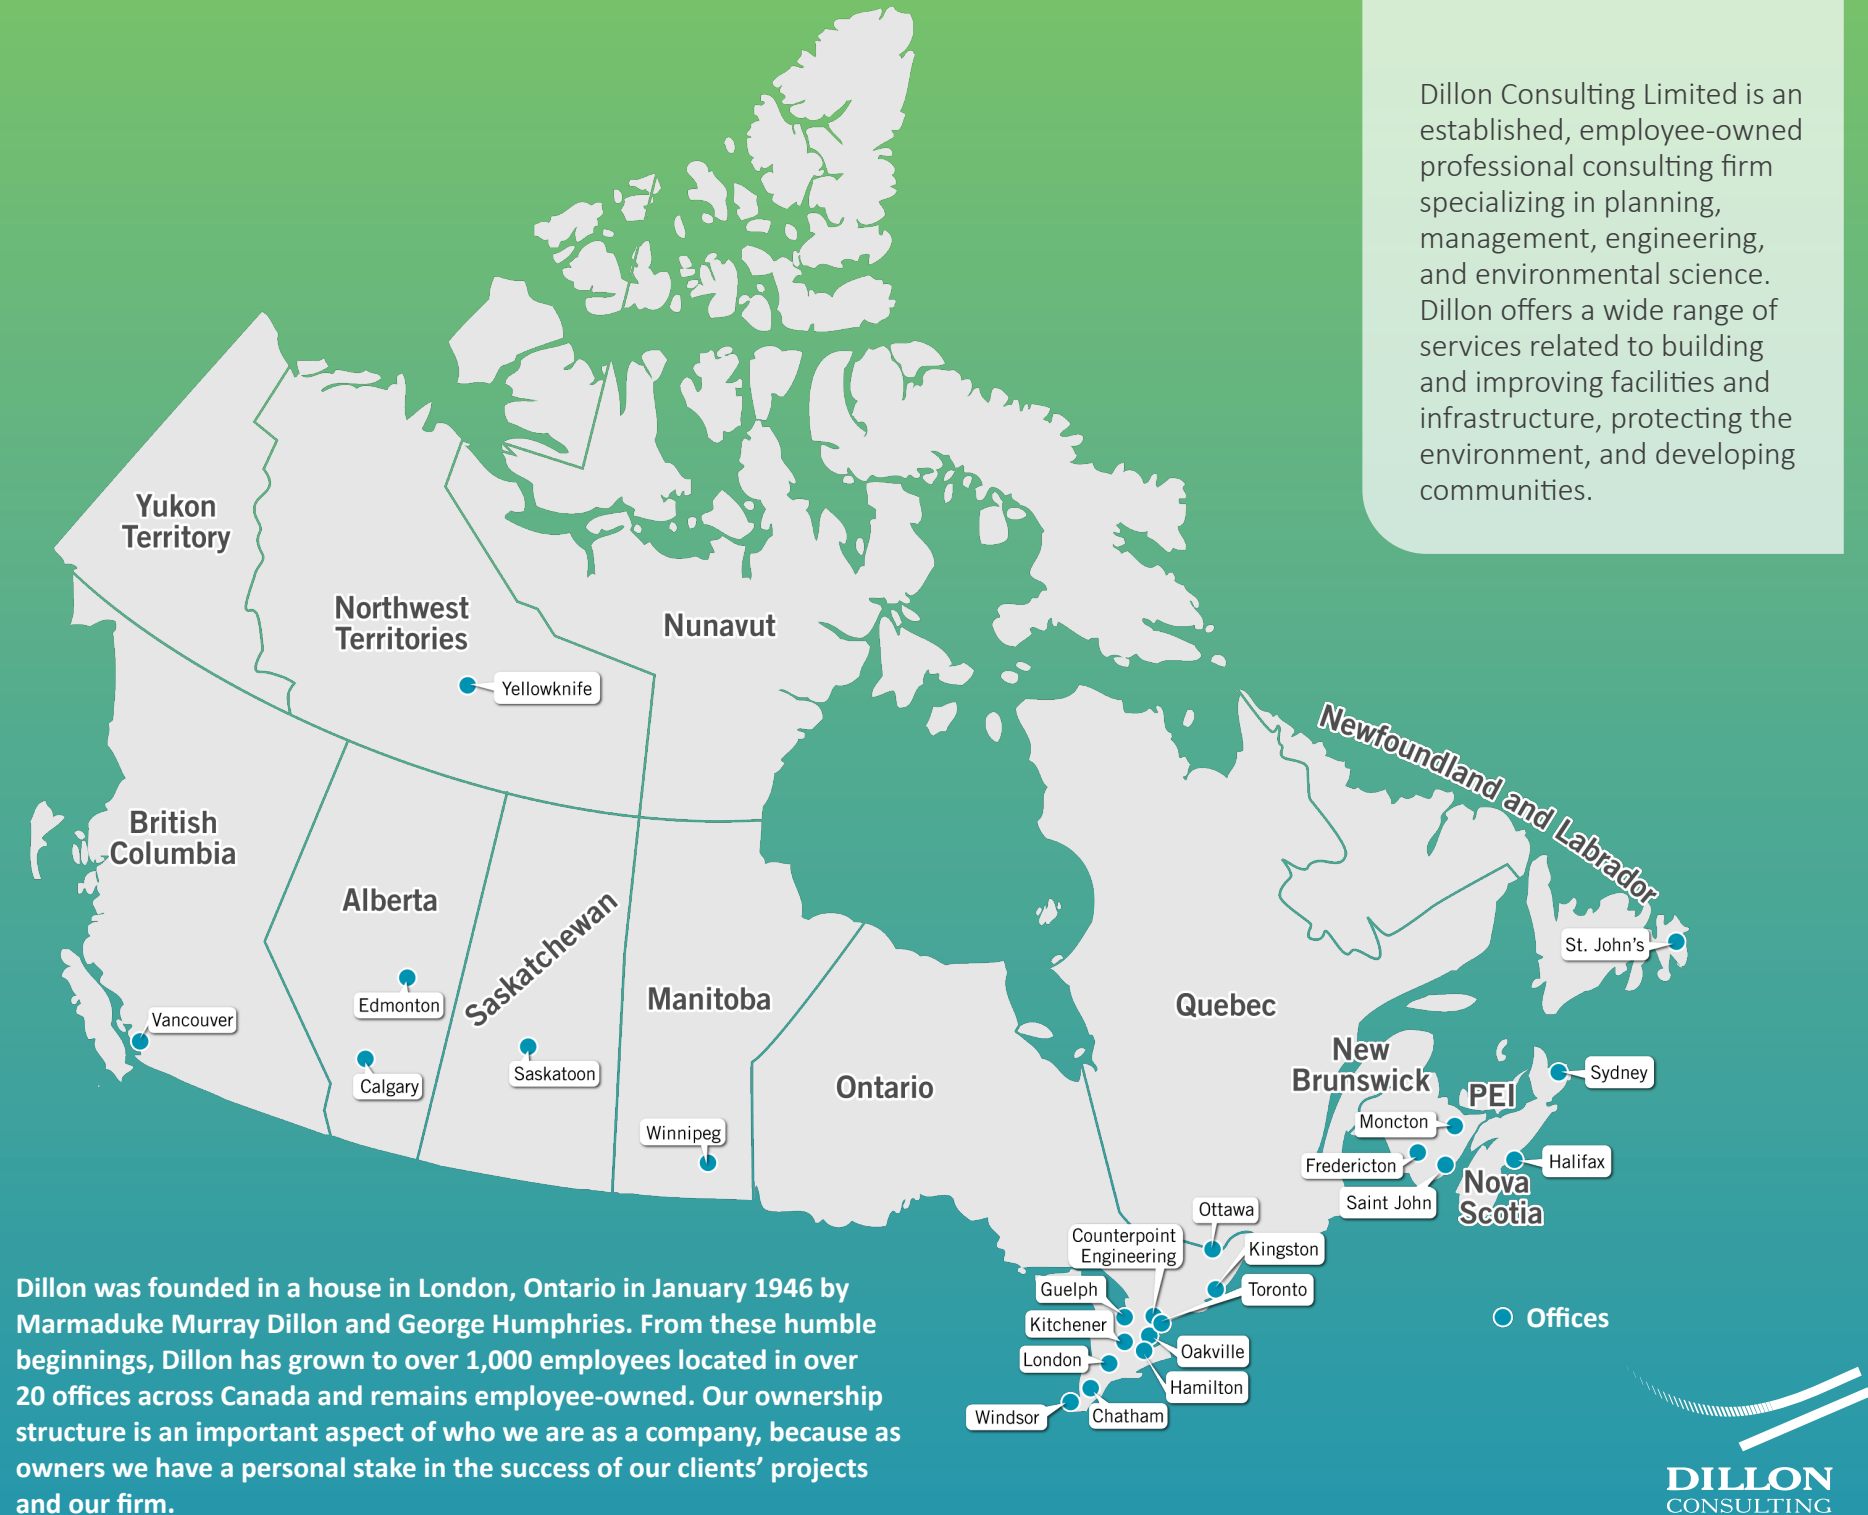 Dillon Consulting Limited is an
established, employee-owned
professional consulting firm
specializing in planning,
management, engineering,
and environmental science.
Dillon offers a wide range of
services related to building
and improving facilities and
infrastructure, protecting the
environment, and developing
communities.
Yukon
Territory
Northwest
Territories
Nunavut
Yellowknife
Newfoundland and Labrador
British
Columbia
Alberta
Saskatchewan
Manitoba
Ontario
Quebec
New
Brunswick
PEI
Nova
Scotia
St. John's
Vancouver
Edmonton
Calgary
Saskatoon
Winnipeg
Sydney
Moncton
Fredericton
Halifax
Saint John
Ottawa
Counterpoint
Engineering
Kingston
Guelph
Toronto
Kitchener
Oakville
London
Hamilton
Windsor
Chatham
Offices
Dillon was founded in a house in London, Ontario in January 1946 by
Marmaduke Murray Dillon and George Humphries. From these humble
beginnings, Dillon has grown to over 1,000 employees located in over
20 offices across Canada and remains employee-owned. Our ownership
structure is an important aspect of who we are as a company, because as
owners we have a personal stake in the success of our clients' projects
and our firm.
DILLON
CONSULTING